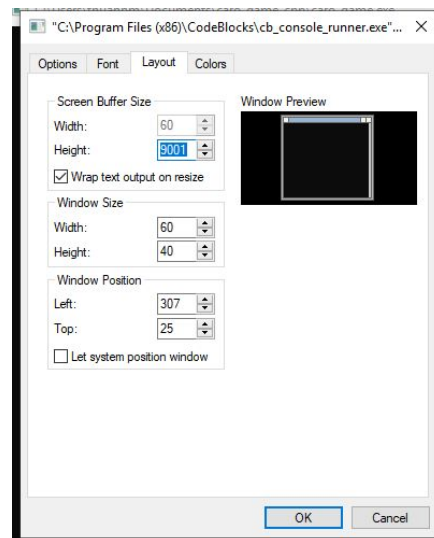 "C:\Program Files (x86)\CodeBlocks\cb_console_runner.exe"...
Options Font Layout Colors
Screen Buffer Size
Width: 60
Height: 9001
Wrap text output on resize
Window Size
Width: 60
Height: 40
Window Position
Left: 307
Top: 25
Let system position window
Window Preview
OK Cancel